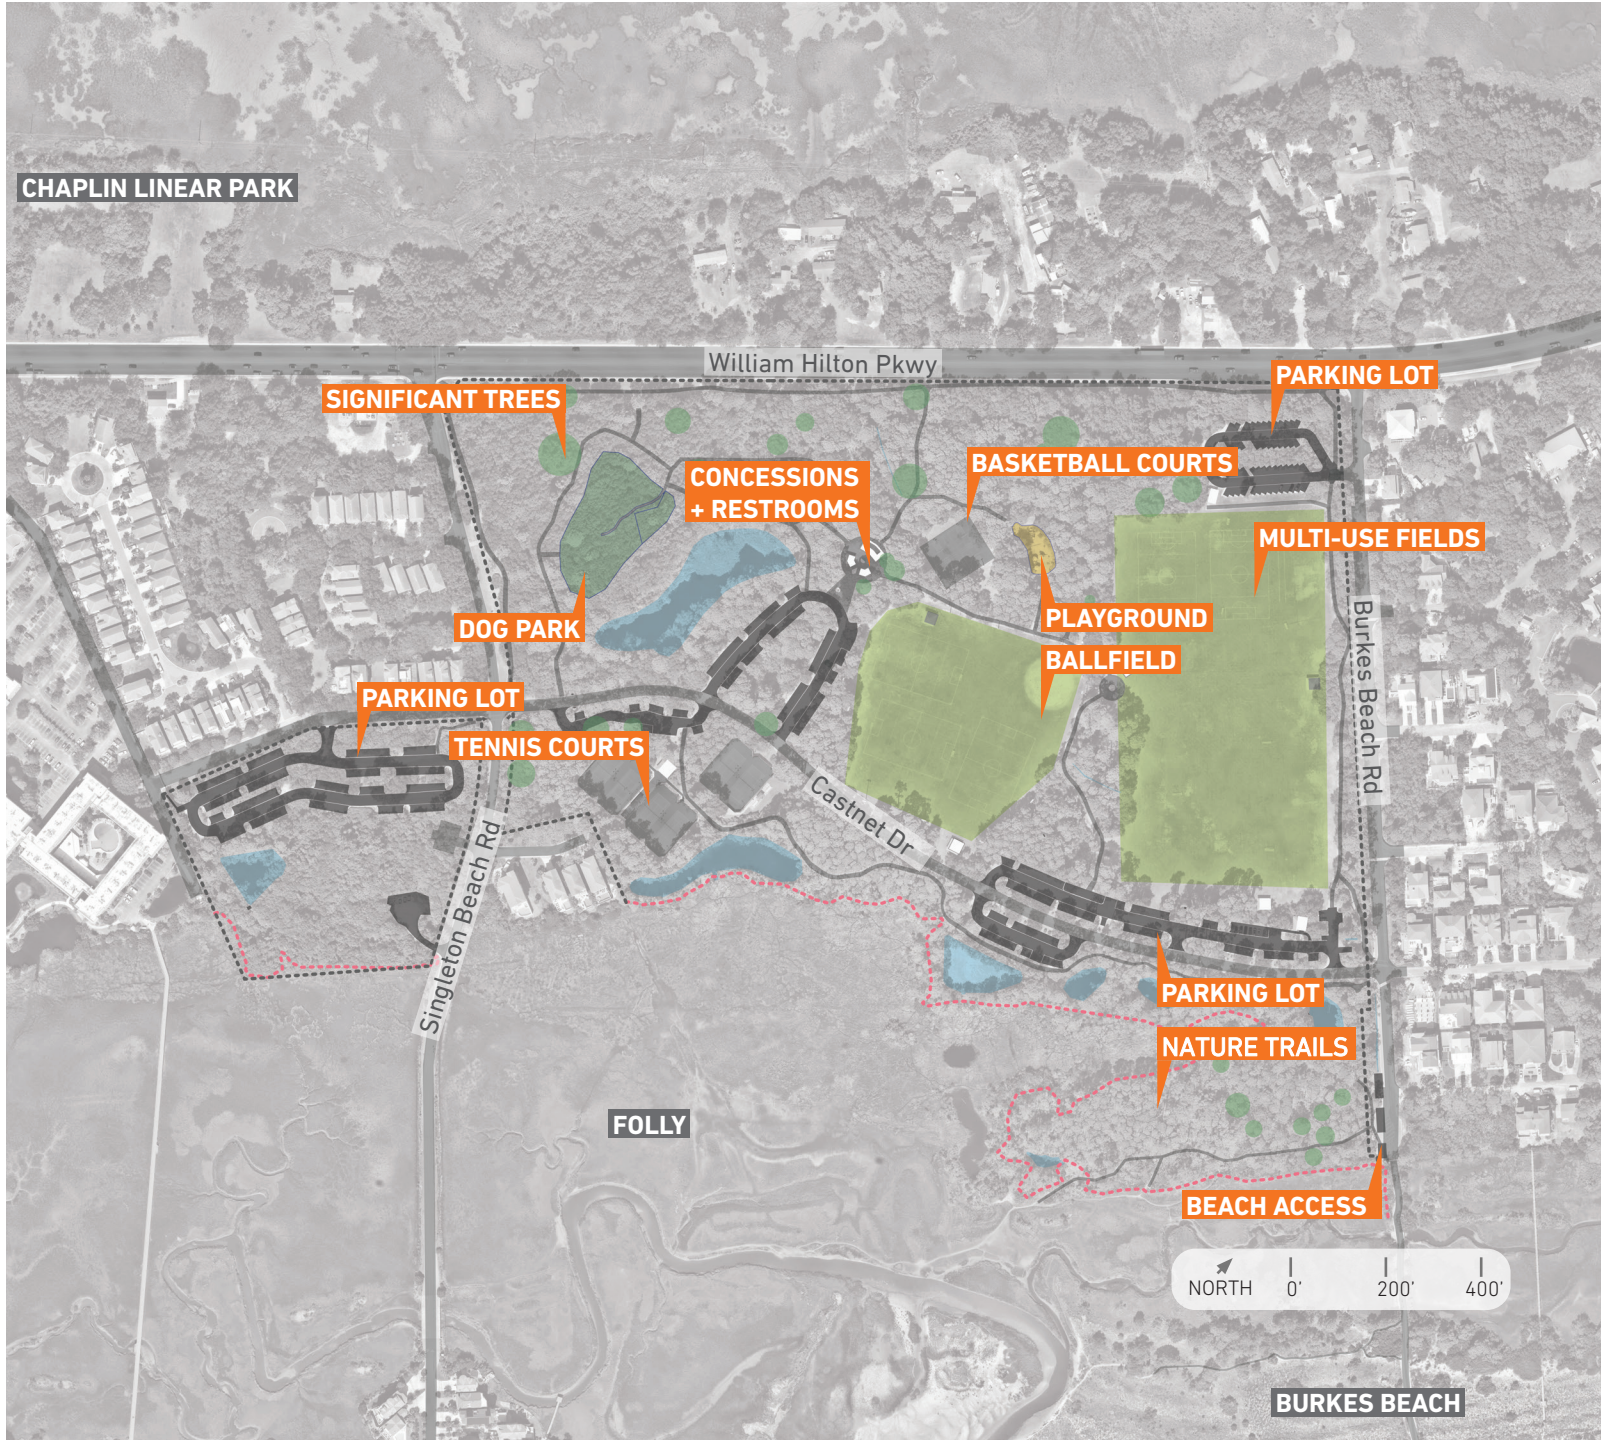 CHAPLIN LINEAR PARK
William Hilton Pkwy
PARKING LOT
SIGNIFICANT TREES
BASKETBALL COURTS
CONCESSIONS
+ RESTROOMS
MULTI-USE FIELDS
DOG PARK
PLAYGROUND
BALLFIELD
Burkes Beach Rd
PARKING LOT
TENNIS COURTS
Castnet Dr
Singleton Beach Rd
PARKING LOT
NATURE TRAILS
FOLLY
BEACH ACCESS
NORTH 0' 200' 400'
BURKES BEACH